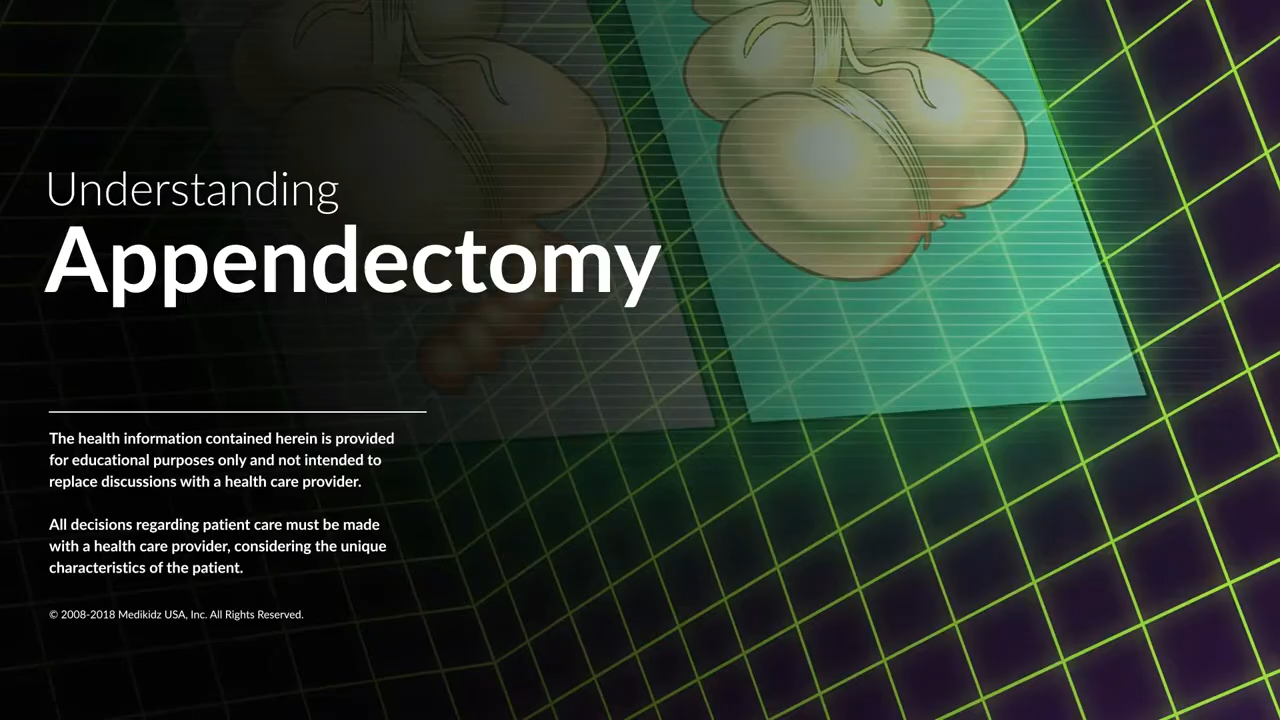 Understanding
Appendectomy
The health information contained herein is provided
for educational purposes only and not intended to
replace discussions with a health care provider.
All decisions regarding patient care must be made
with a health care provider, considering the unique
characteristics of the patient.
© 2008-2018 Medikidz USA, Inc. All Rights Reserved.